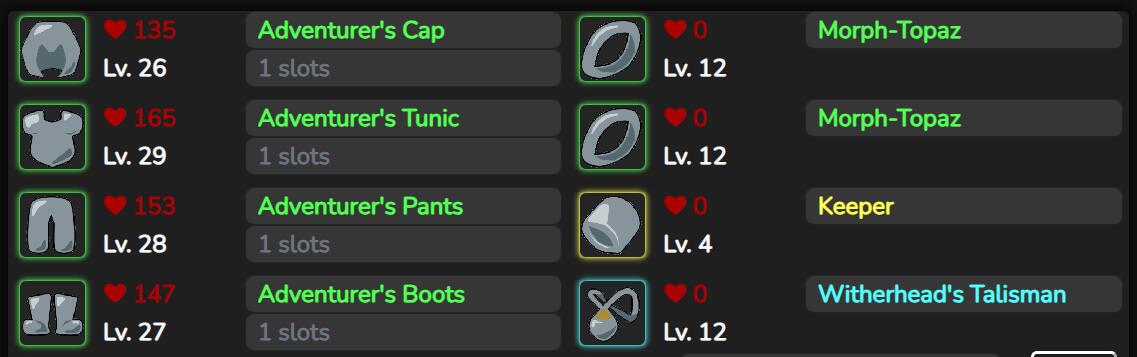 135
Lv. 26
Adventurer's Cap
1 slots
0
Lv. 12
Morph-Topaz
165
Lv. 29
Adventurer's Tunic
1 slots
0
Lv. 12
Morph-Topaz
153
Lv. 28
Adventurer's Pants
1 slots
0
Lv. 4
Keeper
147
Lv. 27
Adventurer's Boots
1 slots
0
Lv. 12
Witherhead's Talisman